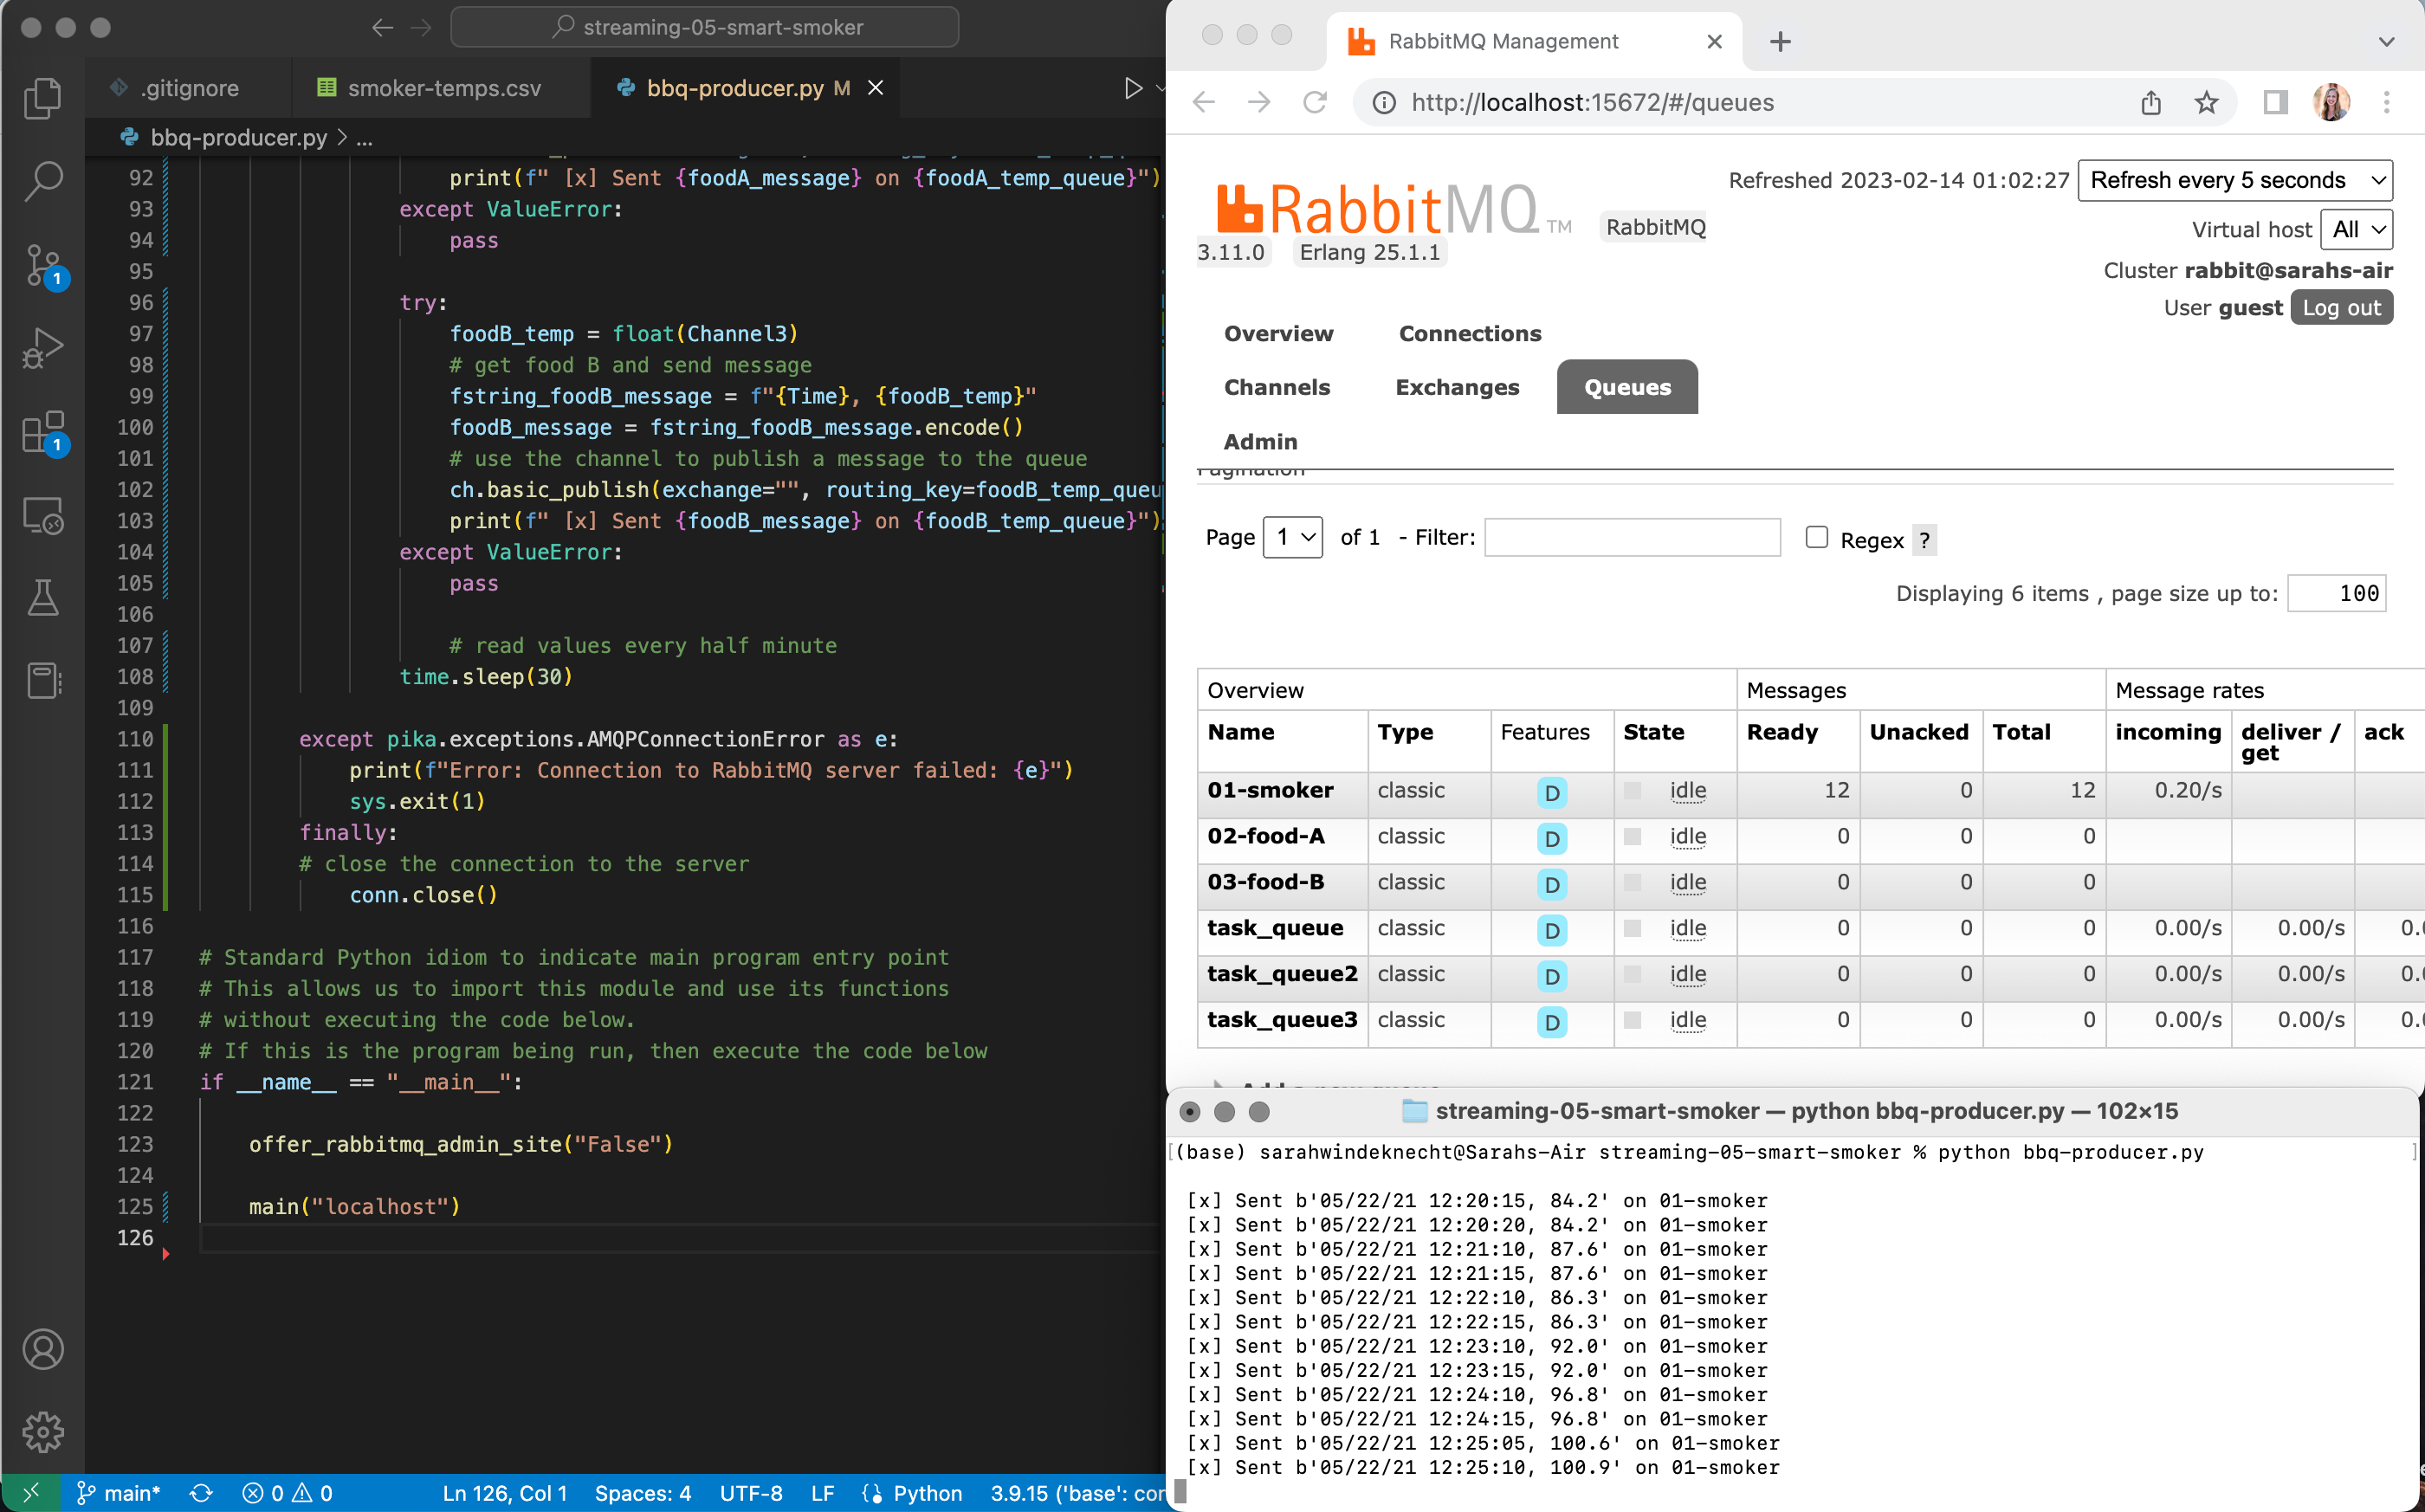 streaming-05-smart-smoker
.gitignore
smoker-temps.csv
bbq-producer.py M
bbq-producer.py > ...
92 print(f" [x] Sent {foodA_message} on {foodA_temp_queue}")
93 except ValueError:
94 pass
95
96 try:
97 foodB_temp = float(Channel3)
98 # get food B and send message
99 fstring_foodB_message = f"{Time}, {foodB_temp}"
100 foodB_message = fstring_foodB_message.encode()
101 # use the channel to publish a message to the queue
102 ch.basic_publish(exchange="", routing_key=foodB_temp_queu
103 print(f" [x] Sent {foodB_message} on {foodB_temp_queue}")
104 except ValueError:
105 pass
106
107 # read values every half minute
108 time.sleep(30)
109
110 except pika.exceptions.AMQPConnectionError as e:
111 print(f"Error: Connection to RabbitMQ server failed: {e}")
112 sys.exit(1)
113 finally:
114 # close the connection to the server
115 conn.close()
116
117 # Standard Python idiom to indicate main program entry point
118 # This allows us to import this module and use its functions
119 # without executing the code below.
120 # If this is the program being run, then execute the code below
121 if __name__ == "__main__":
122
123 offer_rabbitmq_admin_site("False")
124
125 main("localhost")
126
1
1
main* 0 0 Ln 126, Col 1 Spaces: 4 UTF-8 LF Python 3.9.15 ('base': con
RabbitMQ Management
http://localhost:15672/#/queues
RabbitMQ TM RabbitMQ
3.11.0 Erlang 25.1.1
Refreshed 2023-02-14 01:02:27 Refresh every 5 seconds
Virtual host All
Cluster rabbit@sarahs-air
User guest Log out
Overview Connections
Channels Exchanges Queues
Admin
Pagination
Page 1 of 1 - Filter: Regex ?
Displaying 6 items , page size up to: 100
Overview Messages Message rates
Name Type Features State Ready Unacked Total incoming deliver / get ack
01-smoker classic D idle 12 0 12 0.20/s
02-food-A classic D idle 0 0 0
03-food-B classic D idle 0 0 0
task_queue classic D idle 0 0 0 0.00/s 0.00/s 0.0
task_queue2 classic D idle 0 0 0 0.00/s 0.00/s 0.0
task_queue3 classic D idle 0 0 0 0.00/s 0.00/s 0.0
Add a new queue
streaming-05-smart-smoker — python bbq-producer.py — 102×15
[(base) sarahwindeknecht@Sarahs-Air streaming-05-smart-smoker % python bbq-producer.py ]
[x] Sent b'05/22/21 12:20:15, 84.2' on 01-smoker
[x] Sent b'05/22/21 12:20:20, 84.2' on 01-smoker
[x] Sent b'05/22/21 12:21:10, 87.6' on 01-smoker
[x] Sent b'05/22/21 12:21:15, 87.6' on 01-smoker
[x] Sent b'05/22/21 12:22:10, 86.3' on 01-smoker
[x] Sent b'05/22/21 12:22:15, 86.3' on 01-smoker
[x] Sent b'05/22/21 12:23:10, 92.0' on 01-smoker
[x] Sent b'05/22/21 12:23:15, 92.0' on 01-smoker
[x] Sent b'05/22/21 12:24:10, 96.8' on 01-smoker
[x] Sent b'05/22/21 12:24:15, 96.8' on 01-smoker
[x] Sent b'05/22/21 12:25:05, 100.6' on 01-smoker
[x] Sent b'05/22/21 12:25:10, 100.9' on 01-smoker